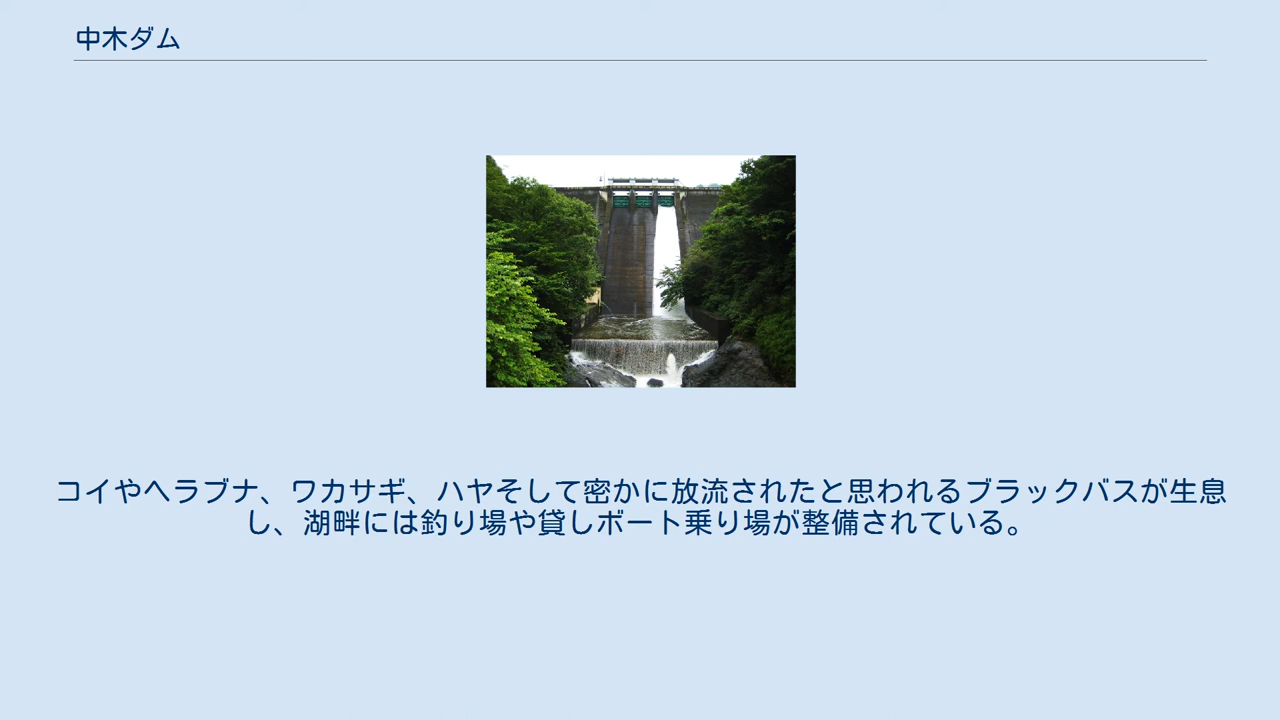 中木ダム
コイやヘラブナ、ワカサギ、ハヤそして密かに放流されたと思われるブラックバスが生息
し、湖畔には釣り場や貸しボート乗り場が整備されている。